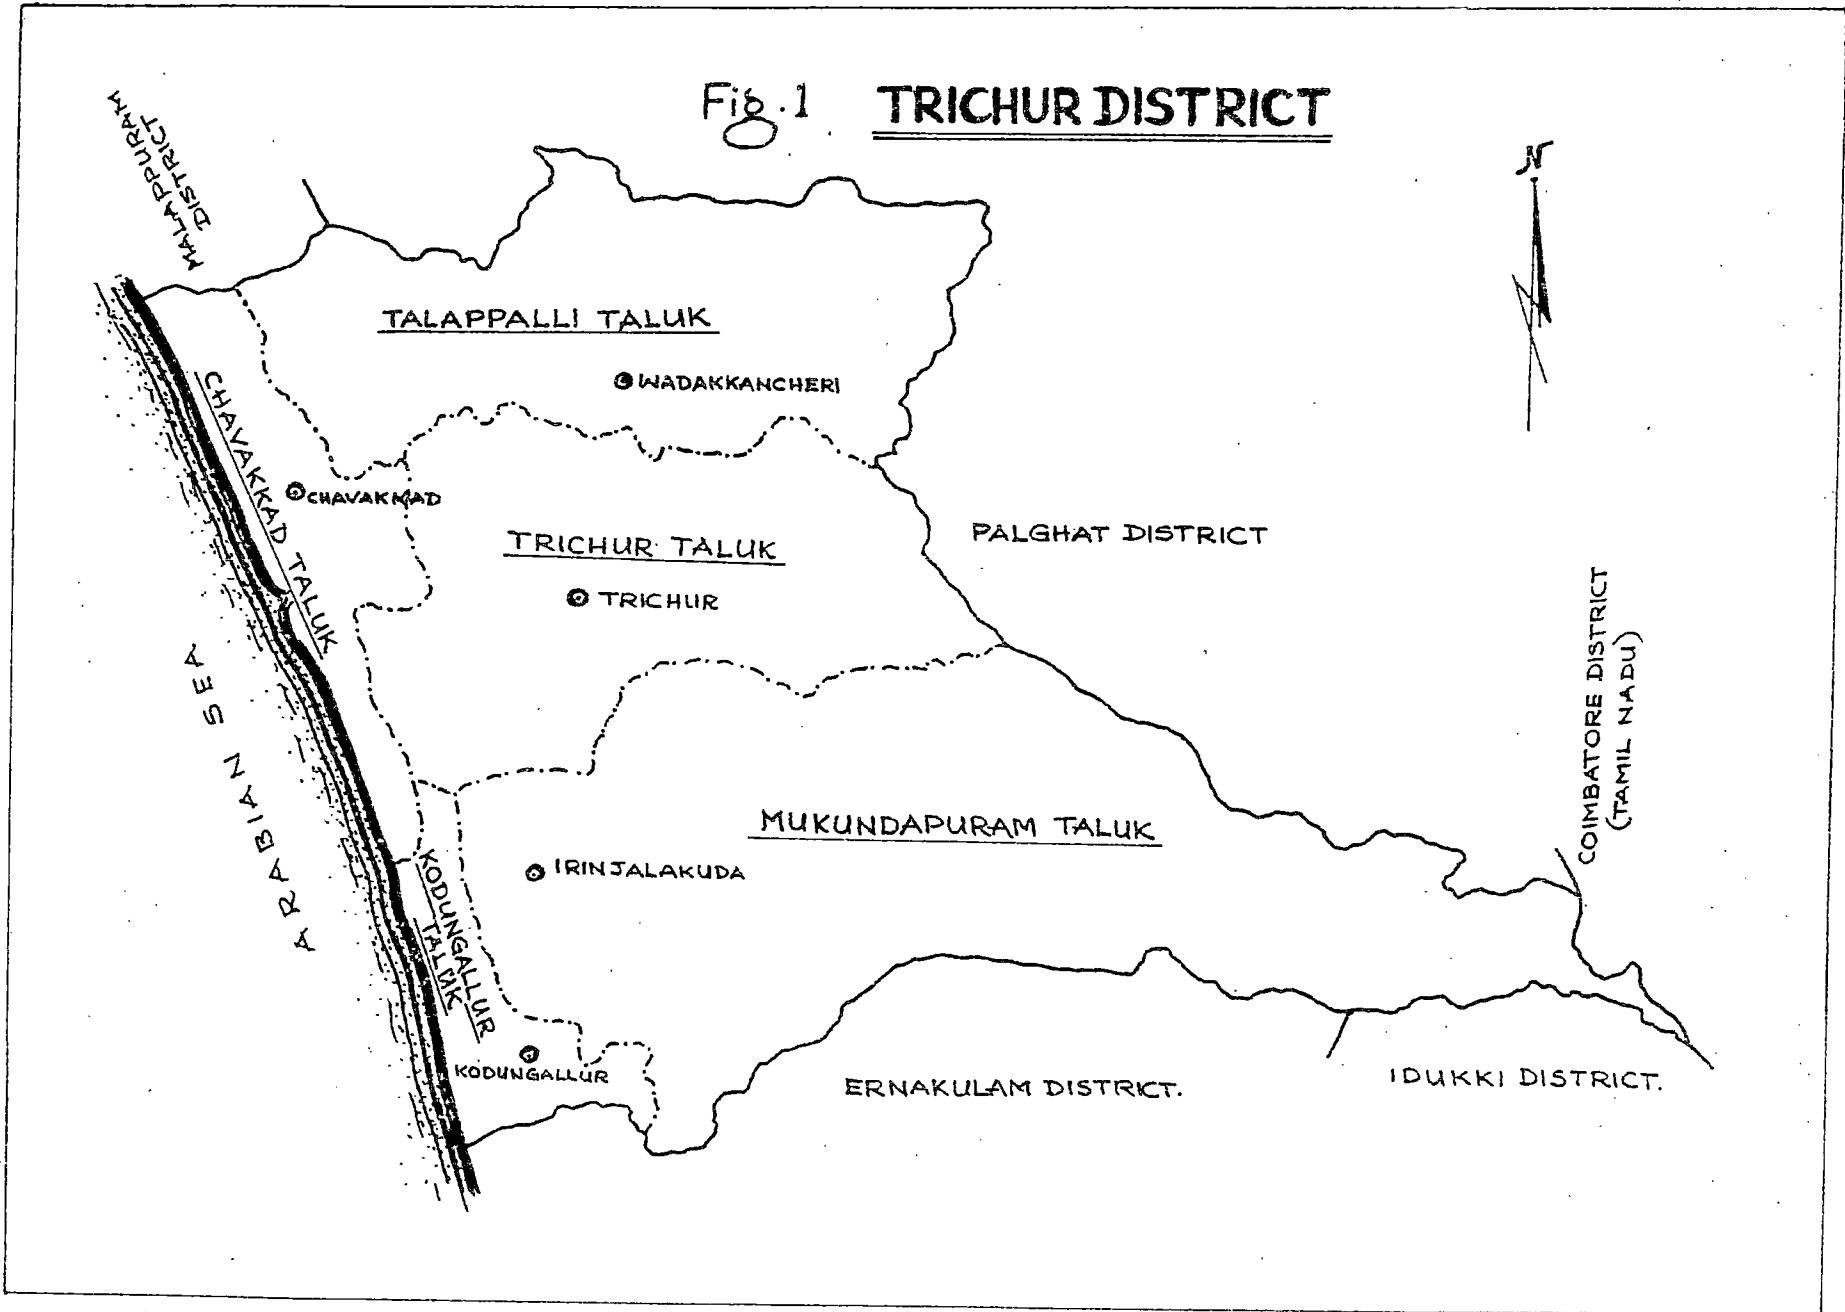 Fig. 1 TRICHUR DISTRICT
MALAPPURAM
DISTRICT
N
TALAPPALLI TALUK
WADAKKANCHERI
CHAVAKKAD TALUK
CHAVAKKAD
TRICHUR TALUK
TRICHUR
PALGHAT DISTRICT
COIMBATORE DISTRICT
(TAMIL NADU)
ARABIAN SEA
MUKUNDAPURAM TALUK
IRINJALAKUDA
KODUNGALLUR
TALUK
KODUNGALLUR
ERNAKULAM DISTRICT.
IDUKKI DISTRICT.